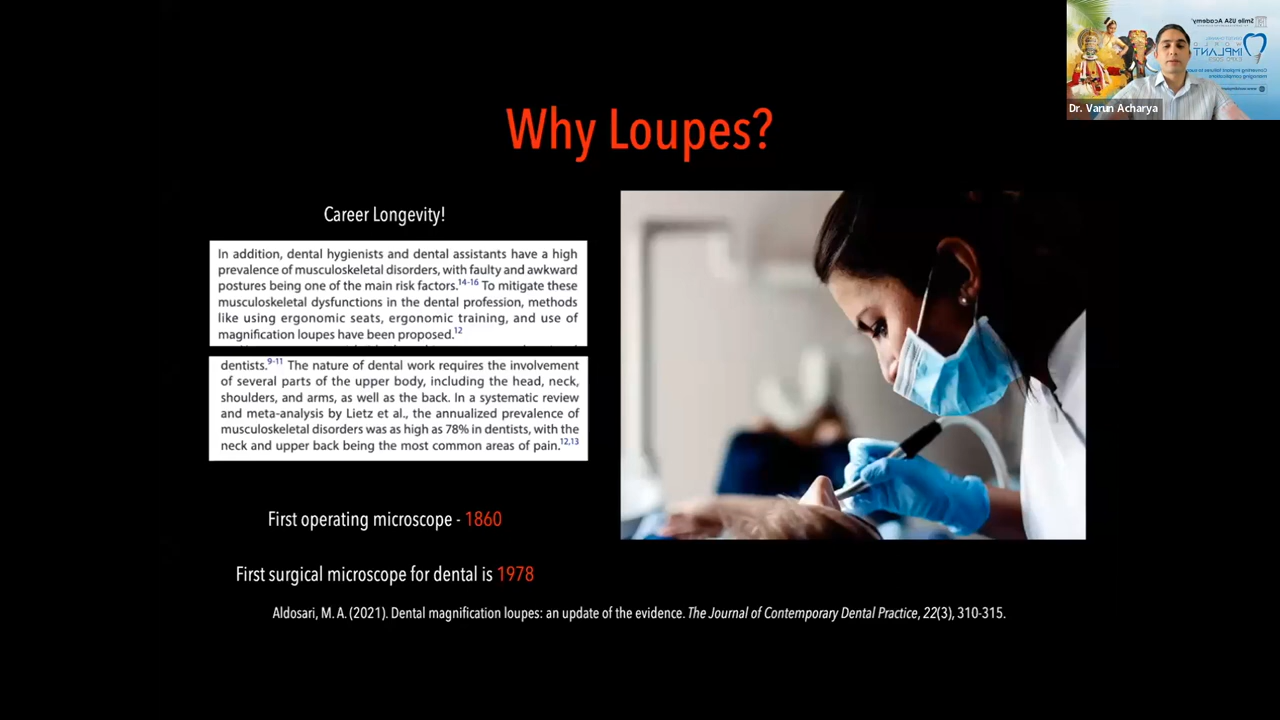 Smile USA Academy
IMPLANT
Dr. Varun Acharya
Why Loupes?
Career Longevity!
In addition, dental hygienists and dental assistants have a high
prevalence of musculoskeletal disorders, with faulty and awkward
postures being one of the main risk factors.14-16 To mitigate these
musculoskeletal dysfunctions in the dental profession, methods
like using ergonomic seats, ergonomic training, and use of
magnification loupes have been proposed.12
dentists.9-11 The nature of dental work requires the involvement
of several parts of the upper body, including the head, neck,
shoulders, and arms, as well as the back. In a systematic review
and meta-analysis by Lietz et al., the annualized prevalence of
musculoskeletal disorders was as high as 78% in dentists, with the
neck and upper back being the most common areas of pain.12,13
First operating microscope - 1860
First surgical microscope for dental is 1978
Aldosari, M. A. (2021). Dental magnification loupes: an update of the evidence. The Journal of Contemporary Dental Practice, 22(3), 310-315.